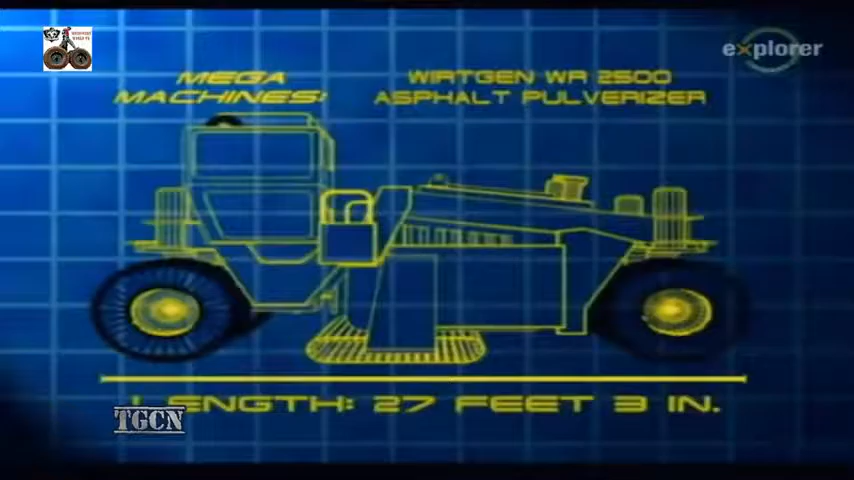 explorer
MEGA
MACHINES:
WIRTGEN WR 2500
ASPHALT PULVERIZER
LENGTH: 27 FEET 3 IN.
TGCN